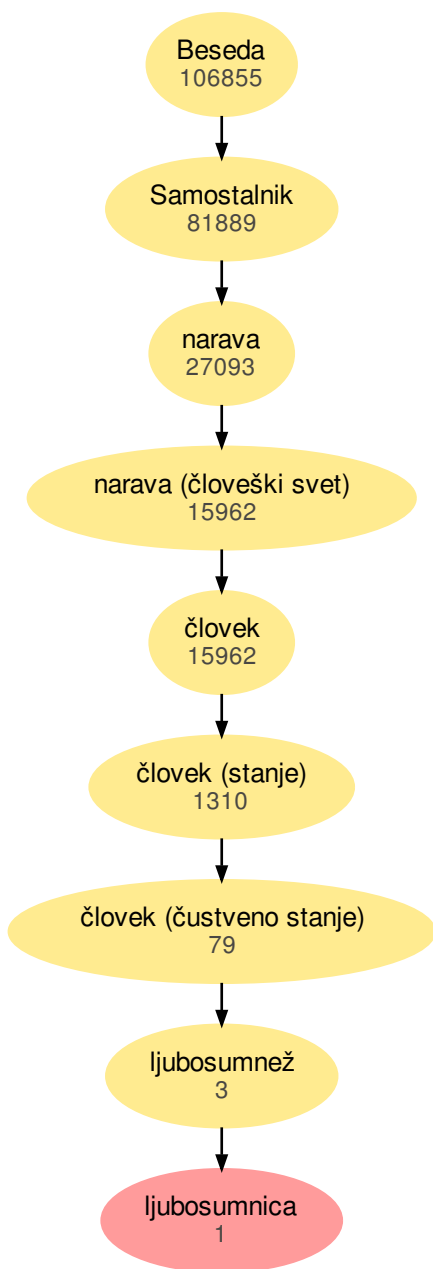 Beseda
106855
Samostalnik
81889
narava
27093
narava (človeški svet)
15962
človek
15962
človek (stanje)
1310
človek (čustveno stanje)
79
ljubosumnež
3
ljubosumnica
1